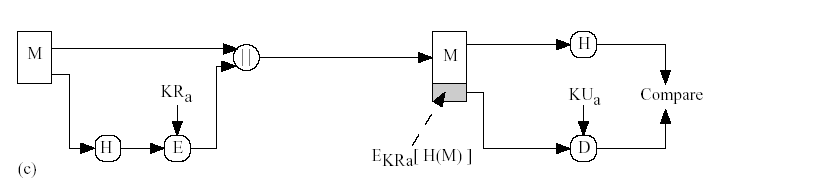 M
||
M
H
KRa
KUa
Compare
H
E
D
EKRa[ H(M) ]
(c)